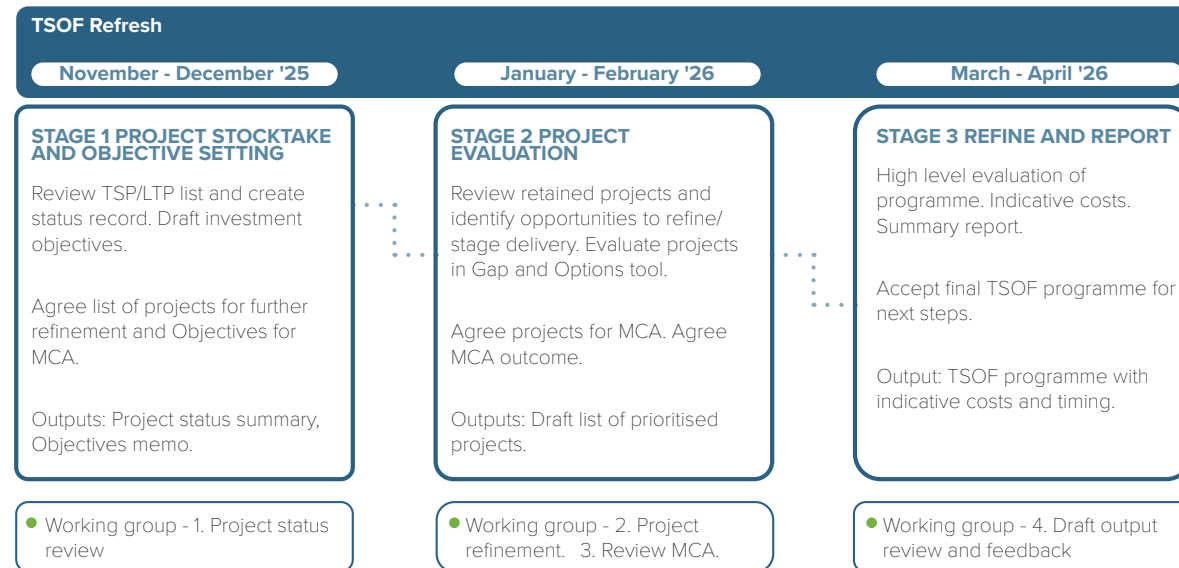 TSOF Refresh
November - December '25
January - February '26
March - April '26
STAGE 1 PROJECT STOCKTAKE
AND OBJECTIVE SETTING
Review TSP/LTP list and create
status record. Draft investment
objectives.
Agree list of projects for further
refinement and Objectives for
MCA.
Outputs: Project status summary,
Objectives memo.
Working group - 1. Project status
review
STAGE 2 PROJECT
EVALUATION
Review retained projects and
identify opportunities to refine/
stage delivery. Evaluate projects
in Gap and Options tool.
Agree projects for MCA. Agree
MCA outcome.
Outputs: Draft list of prioritised
projects.
Working group - 2. Project
refinement.   3. Review MCA.
STAGE 3 REFINE AND REPORT
High level evaluation of
programme. Indicative costs.
Summary report.
Accept final TSOF programme for
next steps.
Output: TSOF programme with
indicative costs and timing.
Working group - 4. Draft output
review and feedback